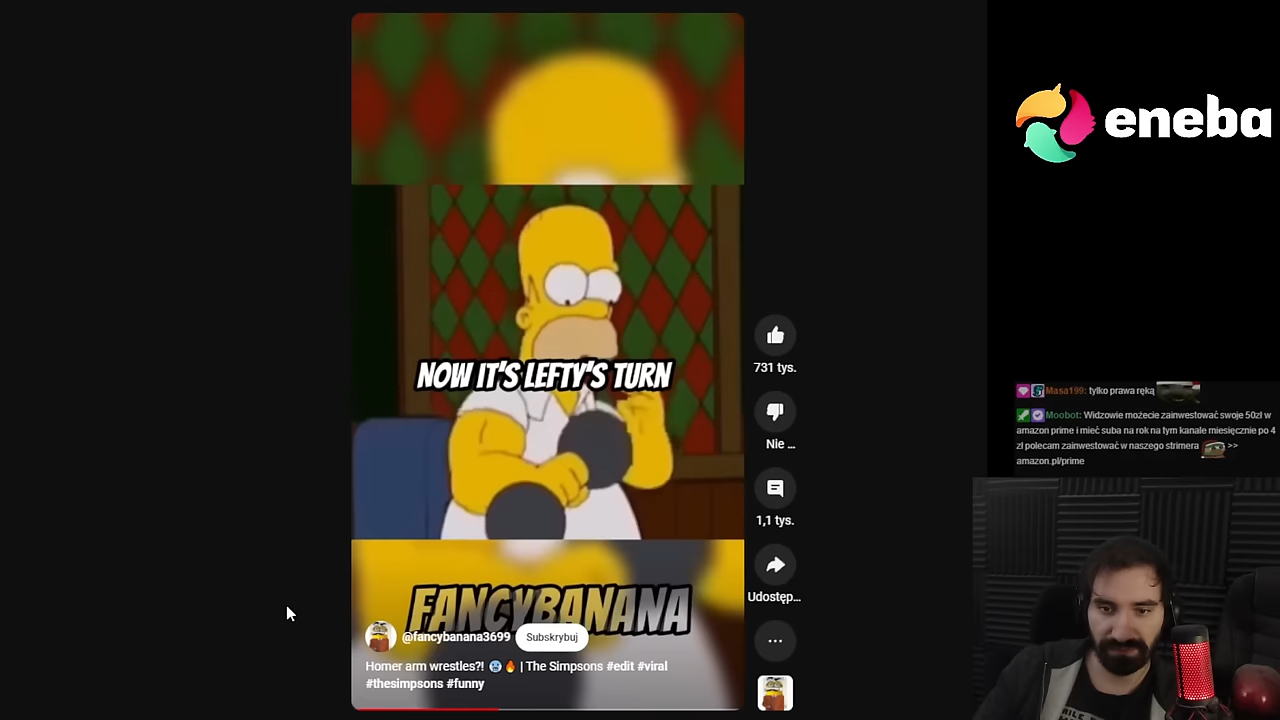 eneba
NOW IT'S LEFTY'S TURN
731 tys.
Nie ...
1,1 tys.
Udostęp...
FANCYBANANA
@fancybanana3699
Subskrybuj
Homer arm wrestles?! 🥶🔥 | The Simpsons #edit #viral
#thesimpsons #funny
Masa199: tylko prawa ręką
Moobot: Widzowie możecie zainwestować swoje 50zł w
amazon prime i mieć suba na rok na tym kanale miesięcznie po 4
zł polecam zainwestować w naszego strimera >>
amazon.pl/prime